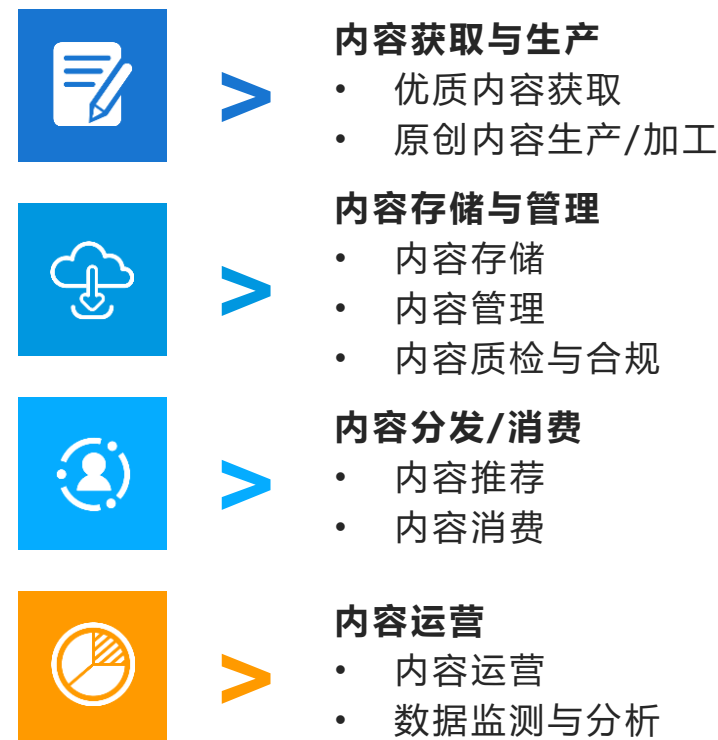 内容获取与生产
• 优质内容获取
• 原创内容生产/加工
内容存储与管理
• 内容存储
• 内容管理
• 内容质检与合规
内容分发/消费
• 内容推荐
• 内容消费
内容运营
• 内容运营
• 数据监测与分析